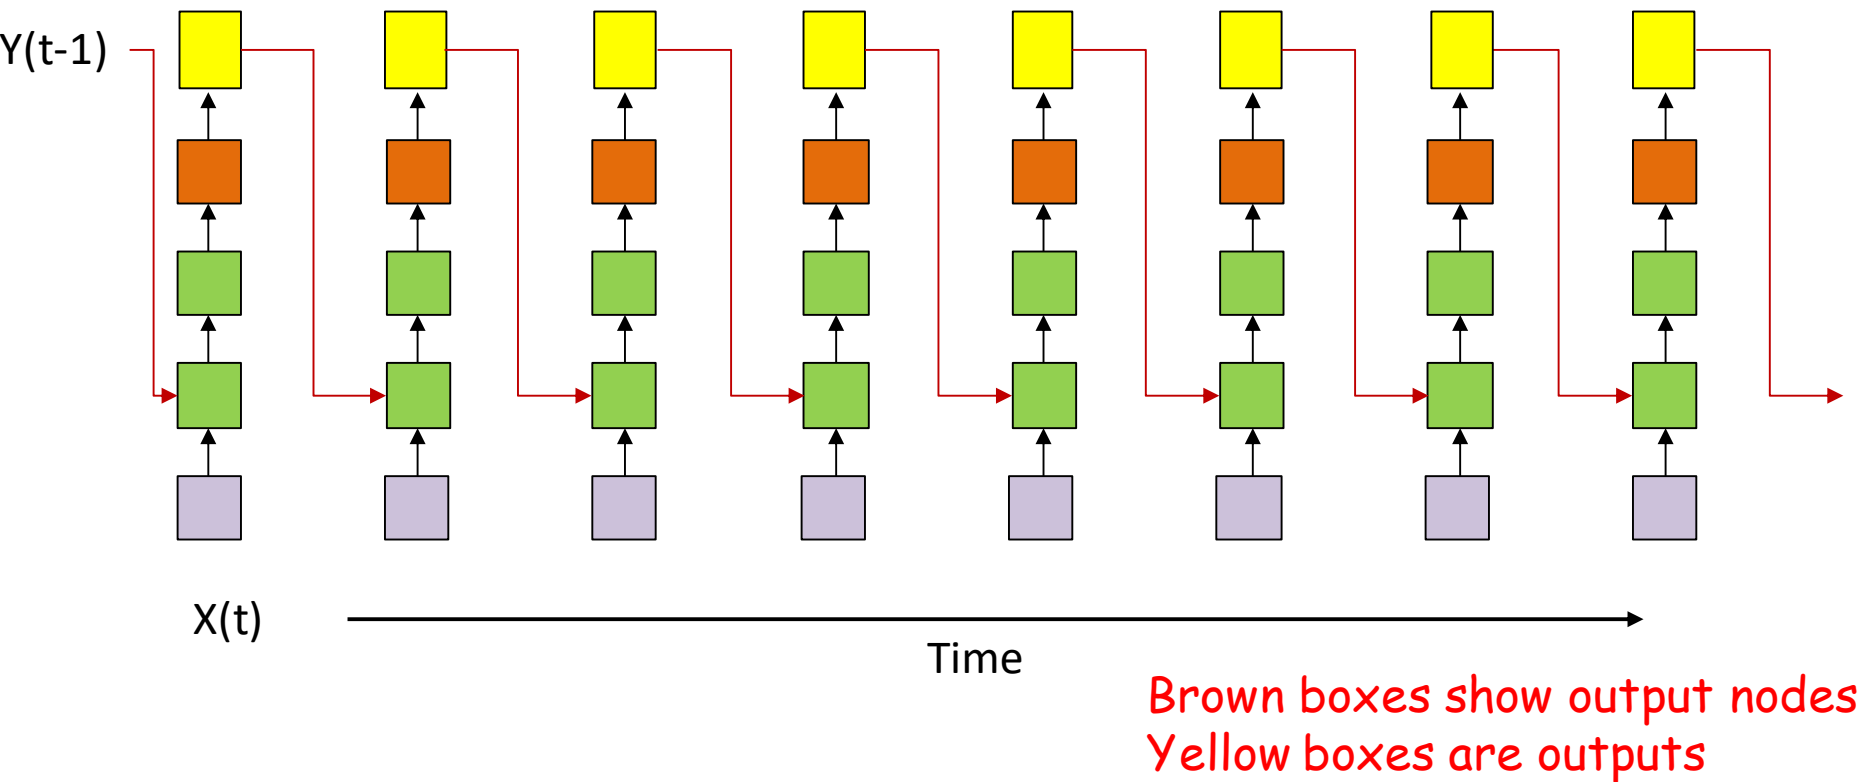 Y(t-1)
X(t)
Time
Brown boxes show output nodes
Yellow boxes are outputs